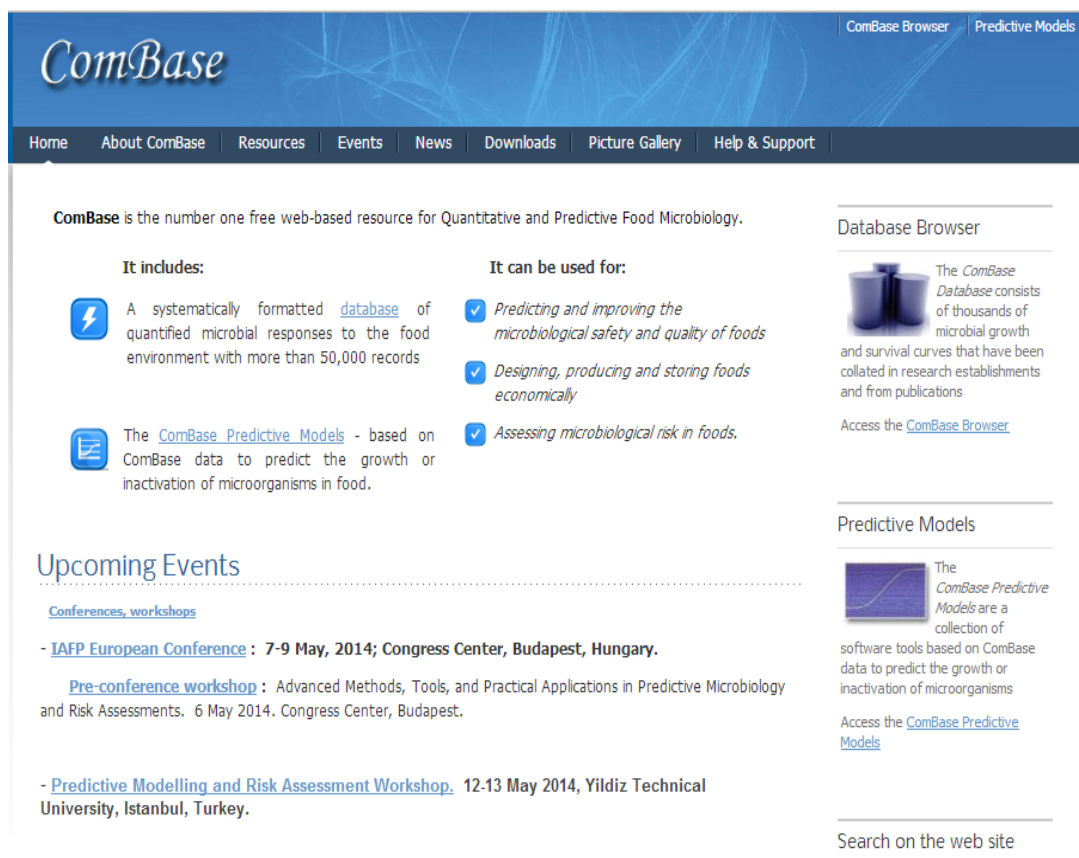 ComBase Browser
Predictive Models
ComBase
Home
About ComBase
Resources
Events
News
Downloads
Picture Gallery
Help & Support
ComBase is the number one free web-based resource for Quantitative and Predictive Food Microbiology.
It includes:
A systematically formatted database of
quantified microbial responses to the food
environment with more than 50,000 records
The ComBase Predictive Models - based on
ComBase data to predict the growth or
inactivation of microorganisms in food.
It can be used for:
Predicting and improving the
microbiological safety and quality of foods
Designing, producing and storing foods
economically
Assessing microbiological risk in foods.
Upcoming Events
Conferences, workshops
- IAFP European Conference : 7-9 May, 2014; Congress Center, Budapest, Hungary.
Pre-conference workshop : Advanced Methods, Tools, and Practical Applications in Predictive Microbiology
and Risk Assessments. 6 May 2014. Congress Center, Budapest.
- Predictive Modelling and Risk Assessment Workshop. 12-13 May 2014, Yildiz Technical
University, Istanbul, Turkey.
Database Browser
The ComBase
Database consists
of thousands of
microbial growth
and survival curves that have been
collated in research establishments
and from publications
Access the ComBase Browser
Predictive Models
The
ComBase Predictive
Models are a
collection of
software tools based on ComBase
data to predict the growth or
inactivation of microorganisms
Access the ComBase Predictive
Models
Search on the web site